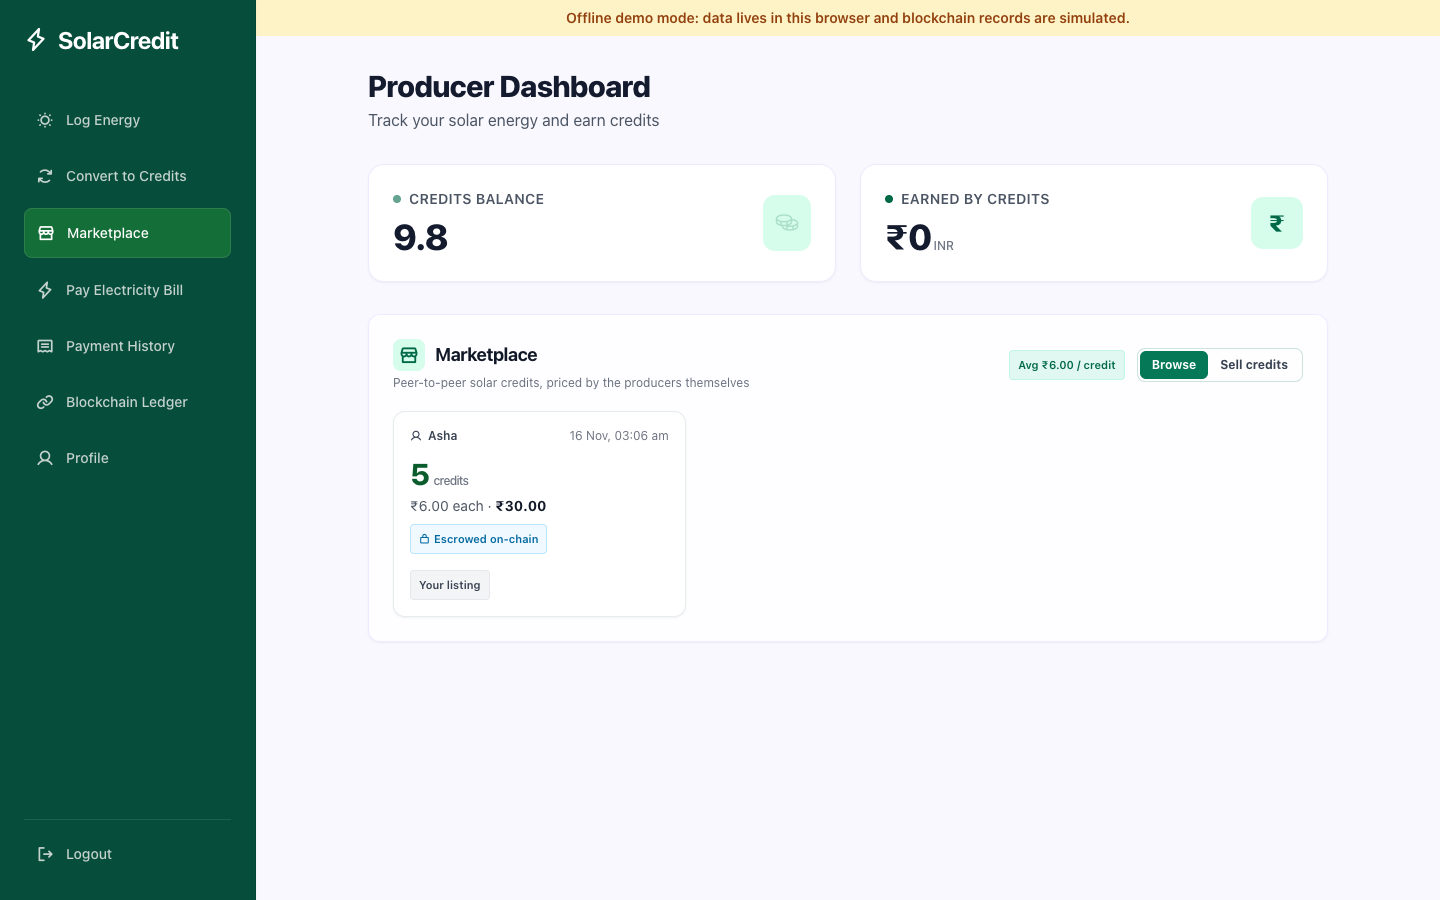 SolarCredit
Log Energy
Convert to Credits
Marketplace
Pay Electricity Bill
Payment History
Blockchain Ledger
Profile
Logout
Offline demo mode: data lives in this browser and blockchain records are simulated.
Producer Dashboard
Track your solar energy and earn credits
CREDITS BALANCE
9.8
EARNED BY CREDITS
₹0 INR
₹
Marketplace
Peer-to-peer solar credits, priced by the producers themselves
Avg ₹6.00 / credit
Browse
Sell credits
Asha
16 Nov, 03:06 am
5 credits
₹6.00 each · ₹30.00
Escrowed on-chain
Your listing